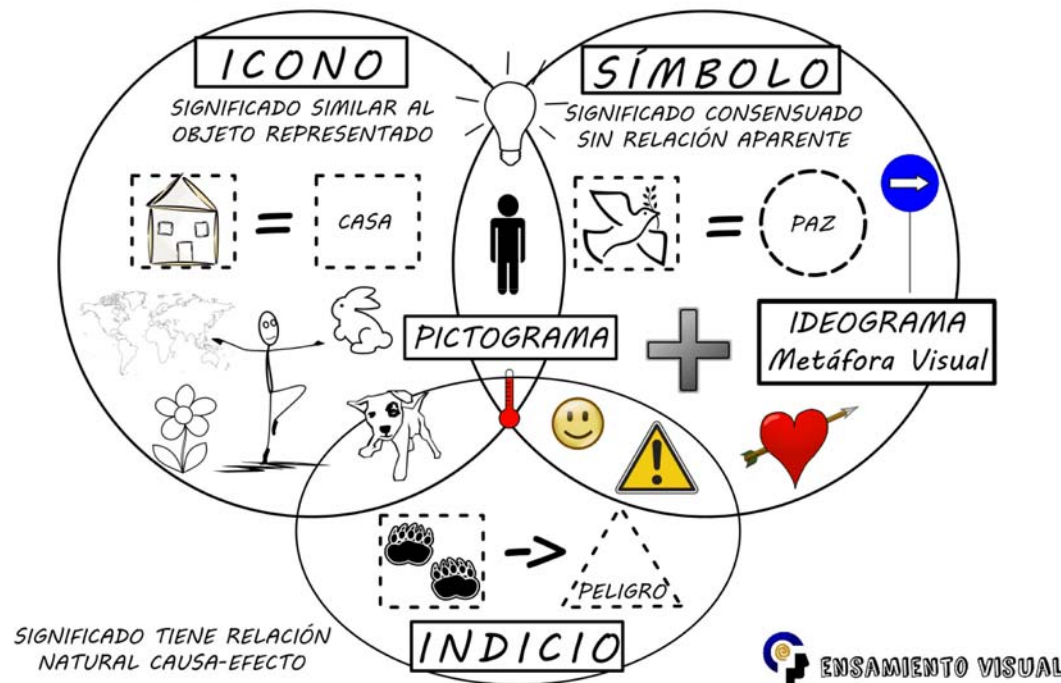 ICONO
SIGNIFICADO SIMILAR AL
OBJETO REPRESENTADO
CASA
SÍMBOLO
SIGNIFICADO CONSENSUADO
SIN RELACIÓN APARENTE
PAZ
PICTOGRAMA
IDEOGRAMA
Metáfora Visual
PELIGRO
INDICIO
SIGNIFICADO TIENE RELACIÓN
NATURAL CAUSA-EFECTO
ENSAMIENTO VISUAL